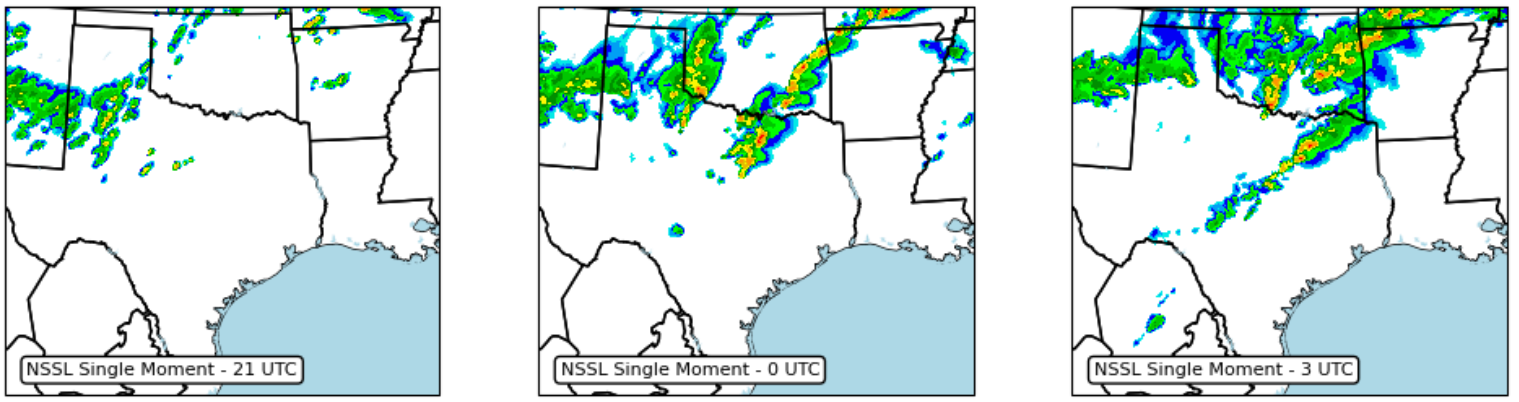 NSSL Single Moment - 21 UTC
NSSL Single Moment - 0 UTC
NSSL Single Moment - 3 UTC